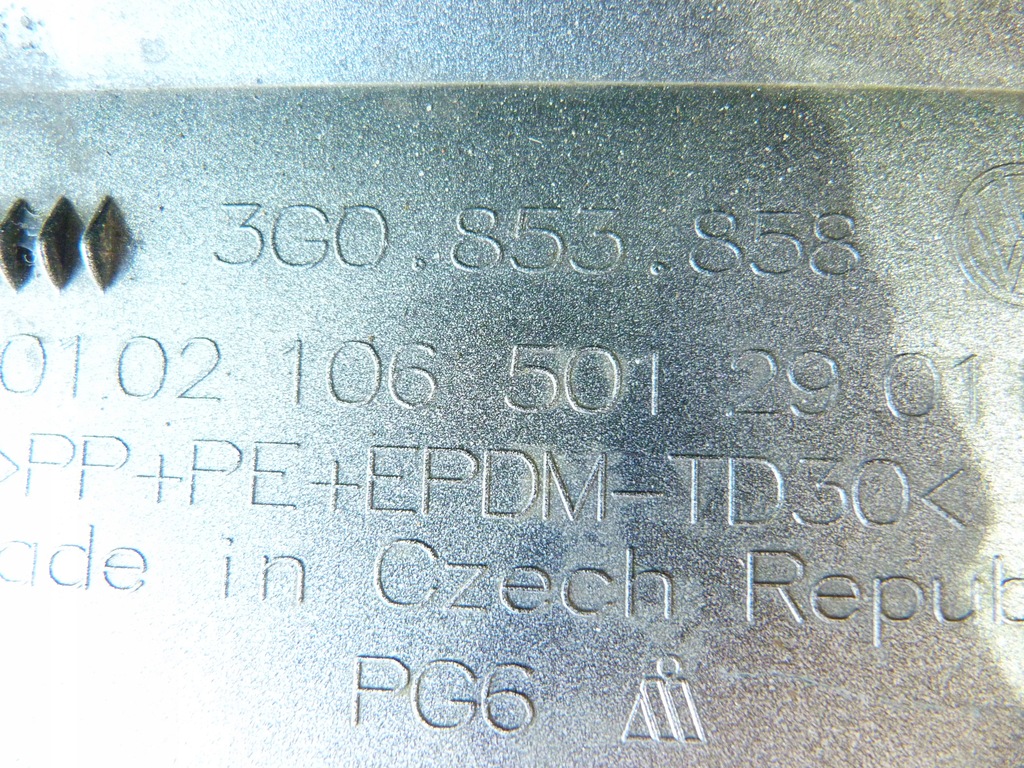 3G0.853.858
01.02 106 501 29 01
>PP+PE+EPDM-TD30<
ade in Czech Repub
PG6